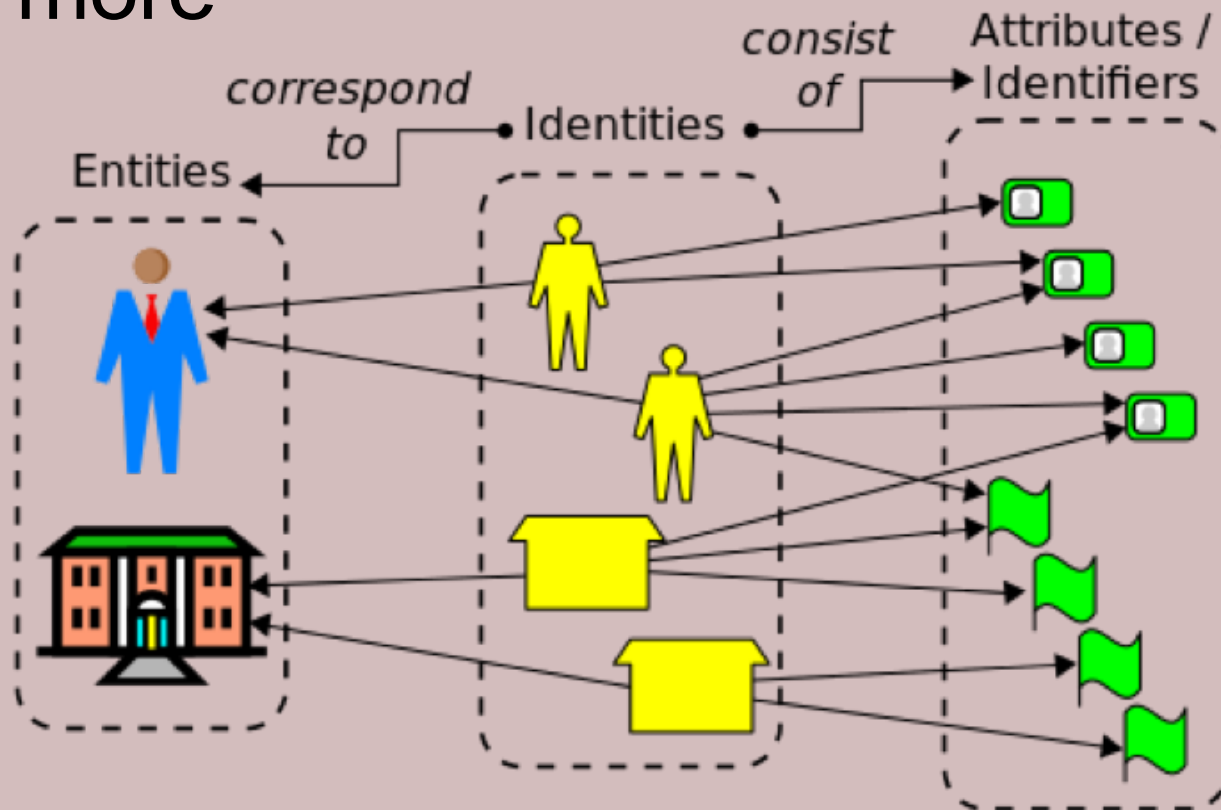 more
consist
of
Attributes /
Identifiers
correspond
to
Identities
Entities